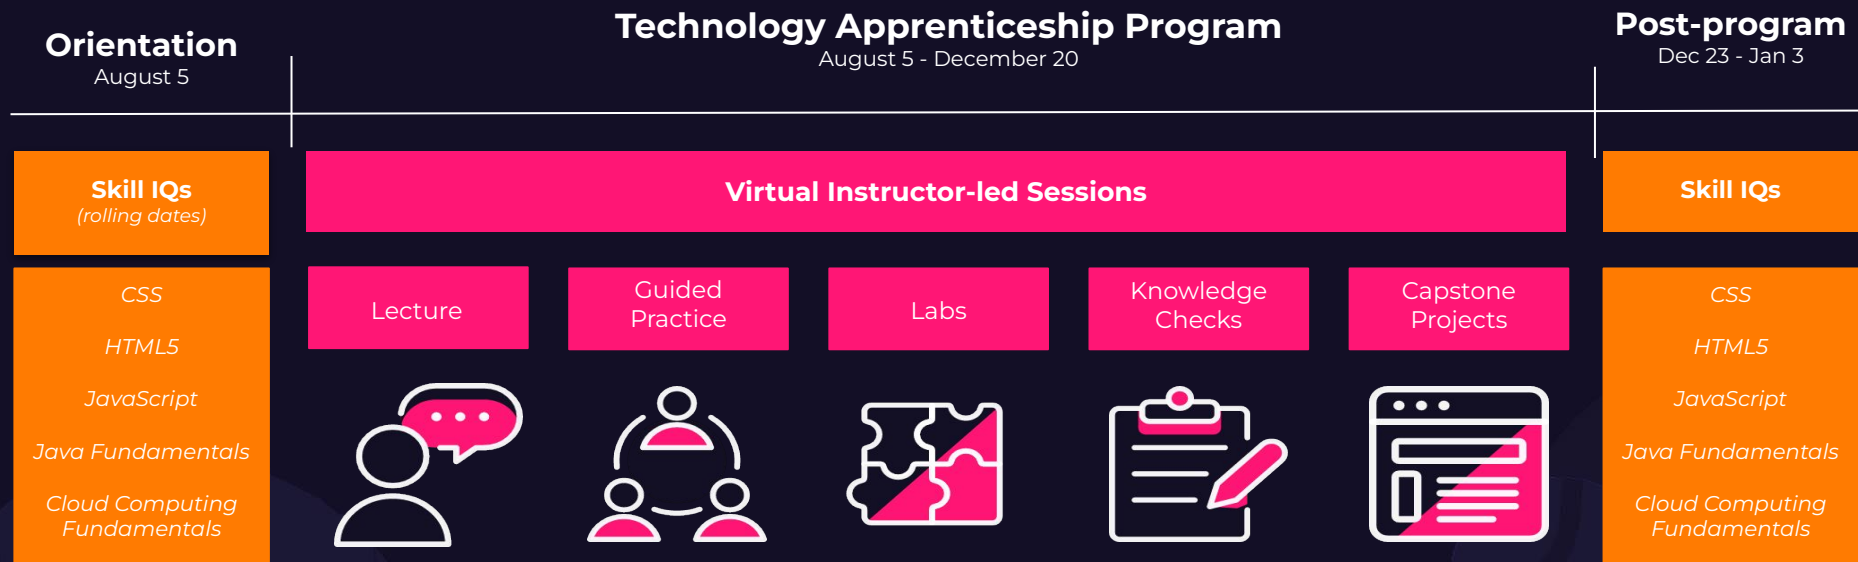 Orientation
August 5
Technology Apprenticeship Program
August 5 - December 20
Post-program
Dec 23 - Jan 3
Skill IQs
(rolling dates)
Virtual Instructor-led Sessions
Skill IQs
CSS
HTML5
JavaScript
Java Fundamentals
Cloud Computing
Fundamentals
Lecture
Guided
Practice
Labs
Knowledge
Checks
Capstone
Projects
CSS
HTML5
JavaScript
Java Fundamentals
Cloud Computing
Fundamentals